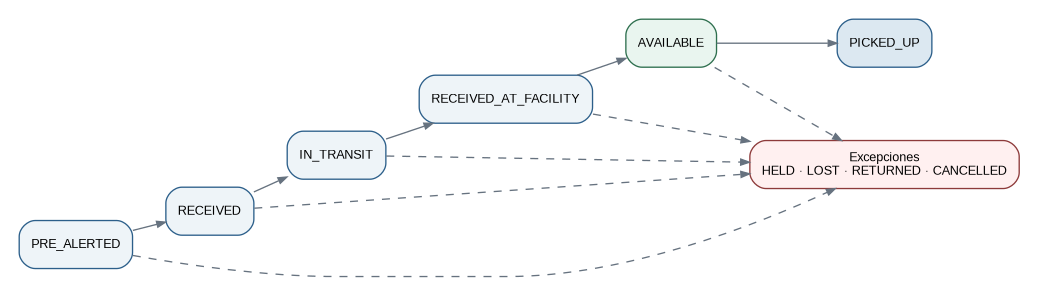 AVAILABLE
PICKED_UP
RECEIVED_AT_FACILITY
IN_TRANSIT
Excepciones
HELD · LOST · RETURNED · CANCELLED
RECEIVED
PRE_ALERTED